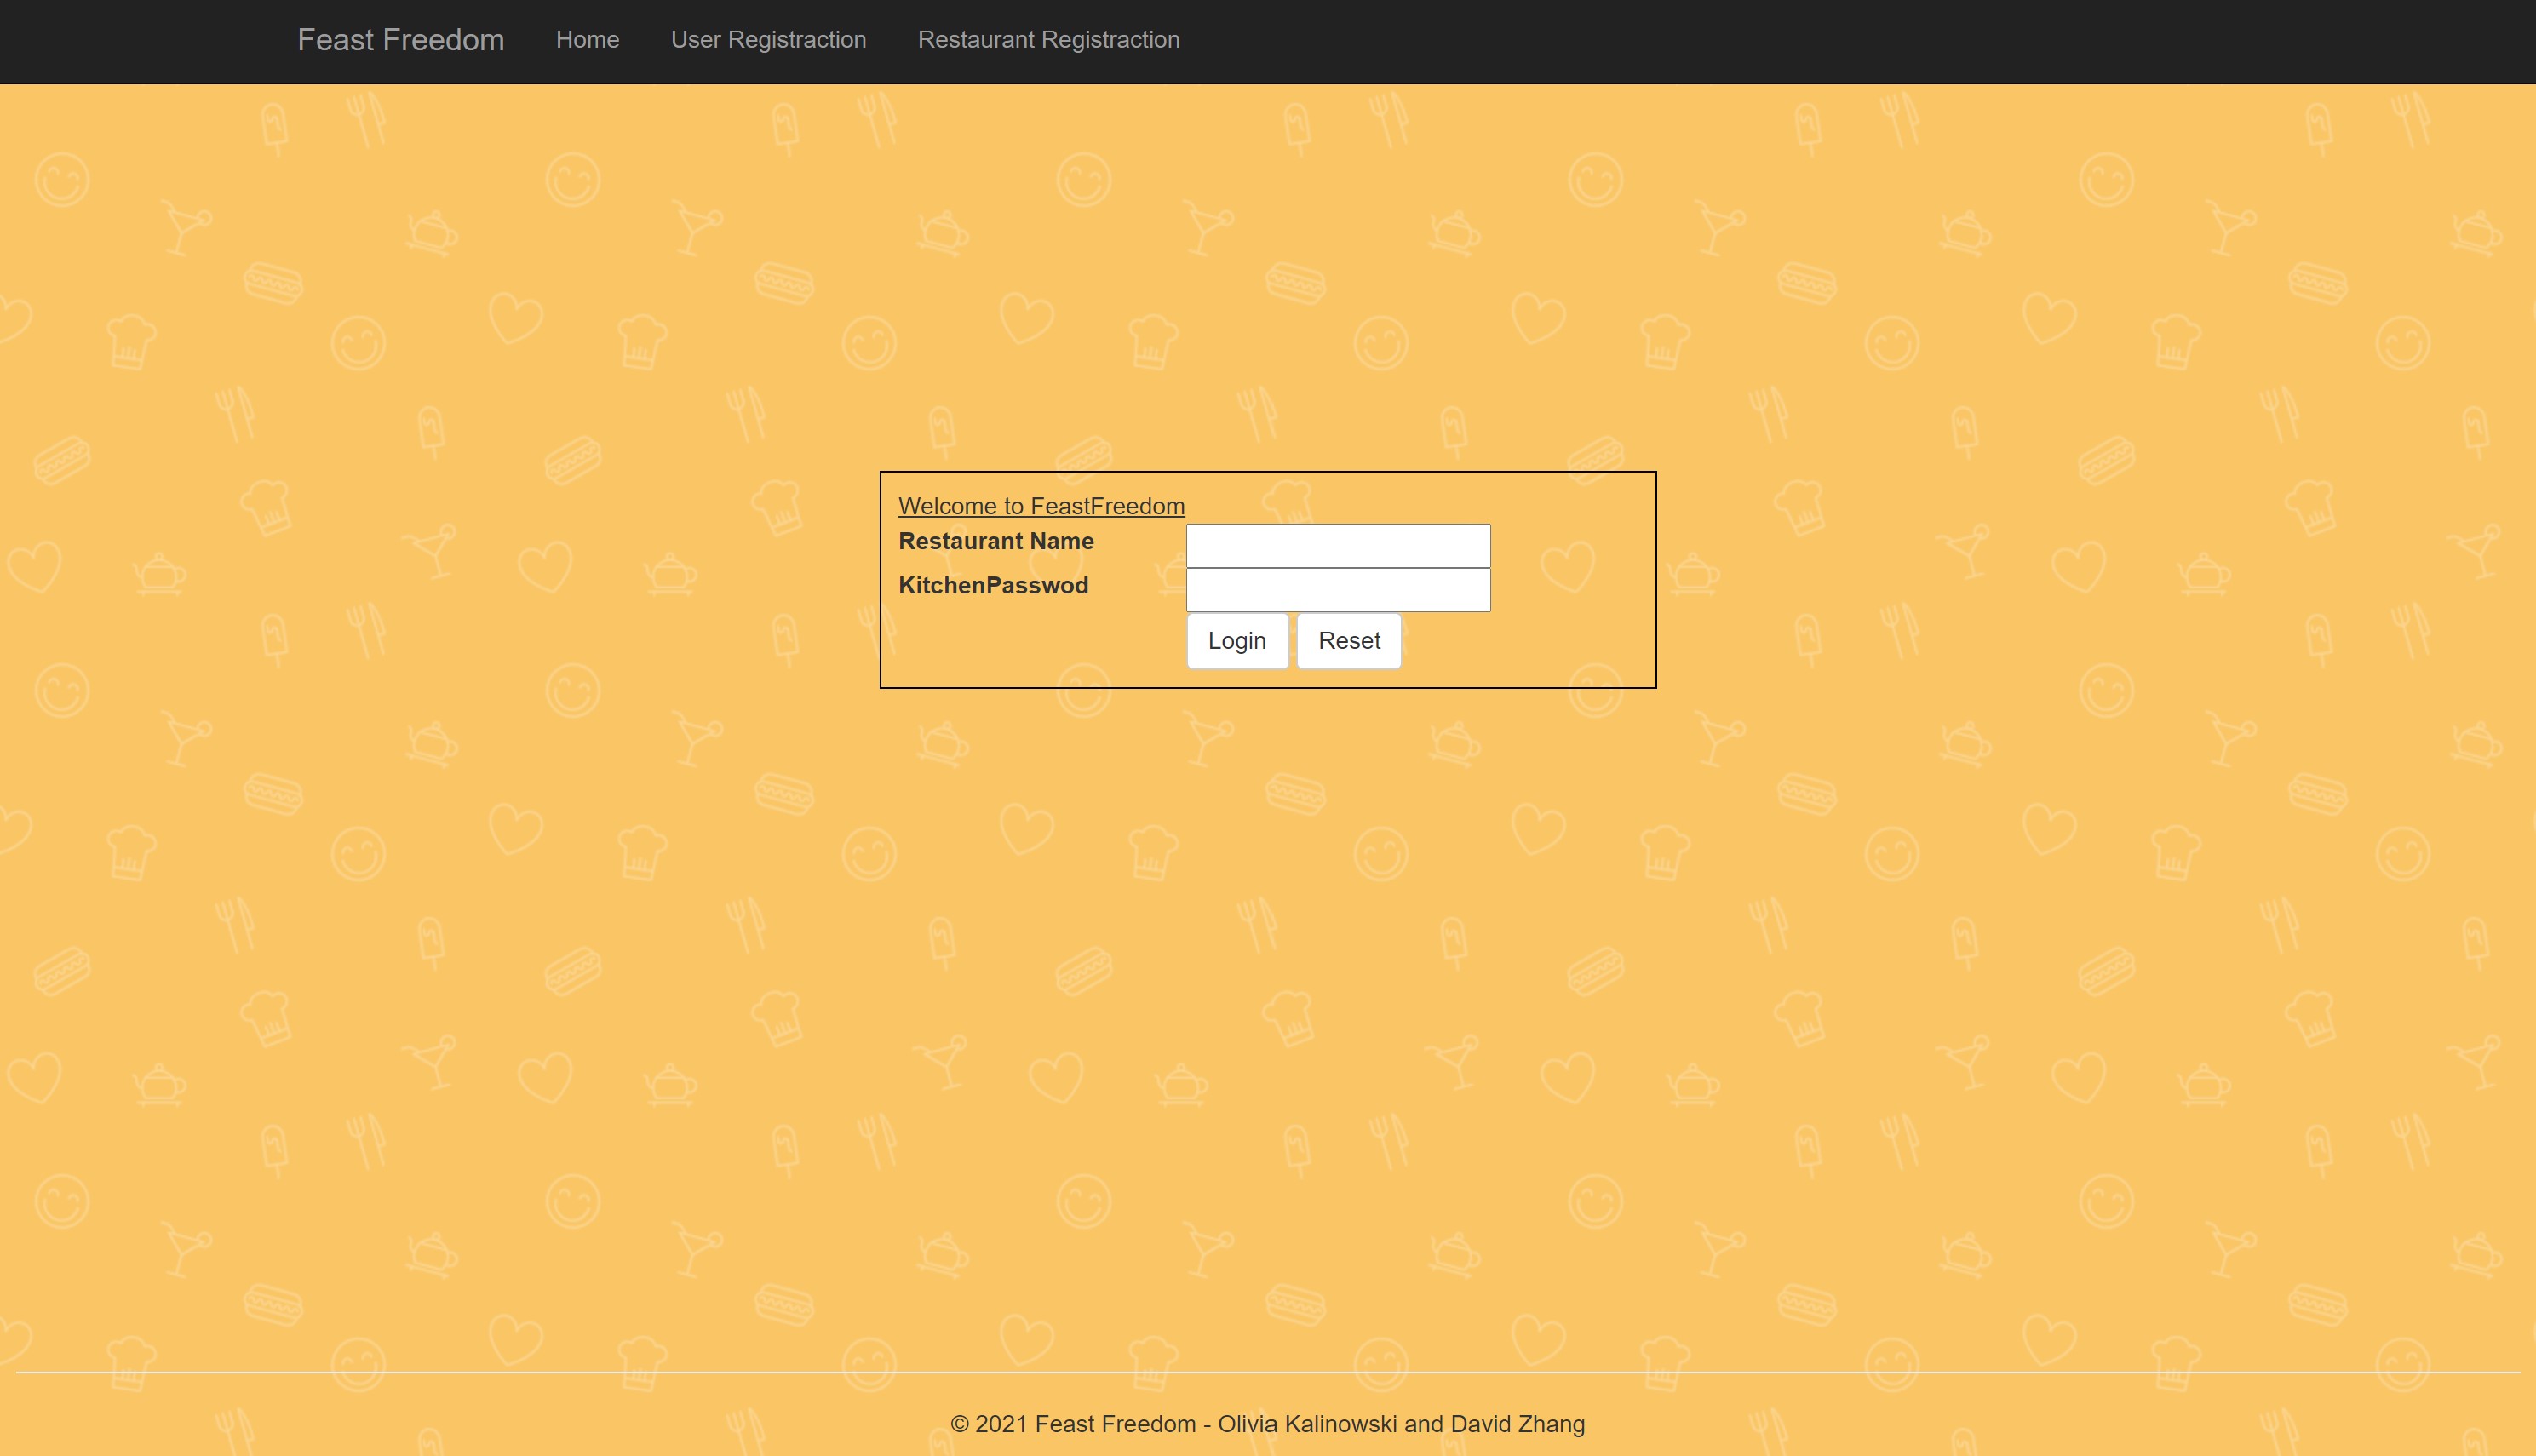 Feast Freedom Home User Registraction Restaurant Registraction
Welcome to FeastFreedom
Restaurant Name
KitchenPasswod
Login Reset
© 2021 Feast Freedom - Olivia Kalinowski and David Zhang